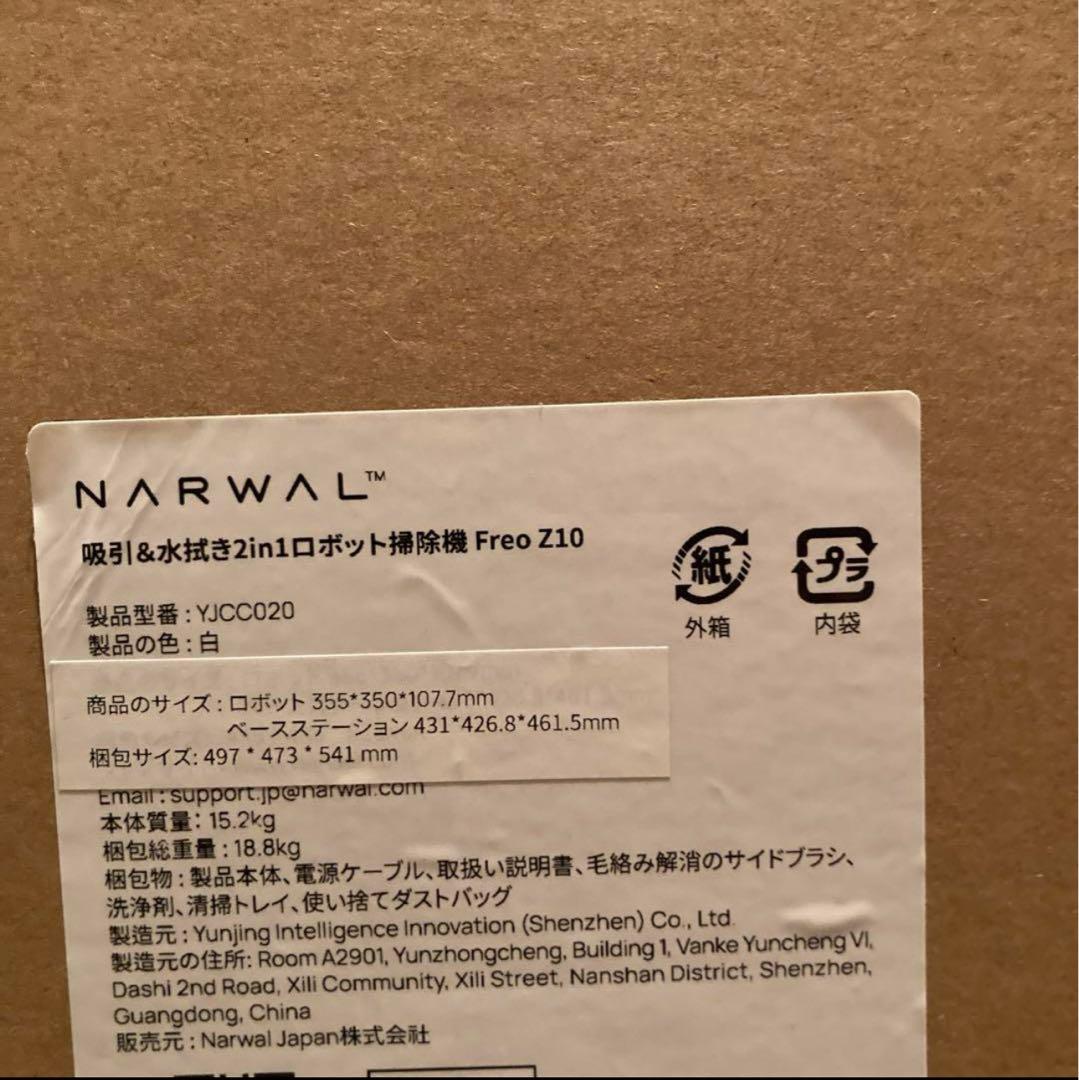 NARWAL™
吸引&水拭き2in1ロボット掃除機 Freo Z10
製品型番 : YJCC020
製品の色 : 白
紙
外箱
プラ
内袋
商品のサイズ : ロボット 355*350*107.7mm
ベースステーション 431*426.8*461.5mm
梱包サイズ: 497 * 473 * 541 mm
Email : support.jp@narwal.com
本体質量: 15.2kg
梱包総重量 : 18.8kg
梱包物 : 製品本体、電源ケーブル、取扱い説明書、毛絡み解消のサイドブラシ、
洗浄剤、清掃トレイ、使い捨てダストバッグ
製造元 : Yunjing Intelligence Innovation (Shenzhen) Co., Ltd.
製造元の住所: Room A2901, Yunzhongcheng, Building 1, Vanke Yuncheng VI,
Dashi 2nd Road, Xili Community, Xili Street, Nanshan District, Shenzhen,
Guangdong, China
販売元 : Narwal Japan株式会社